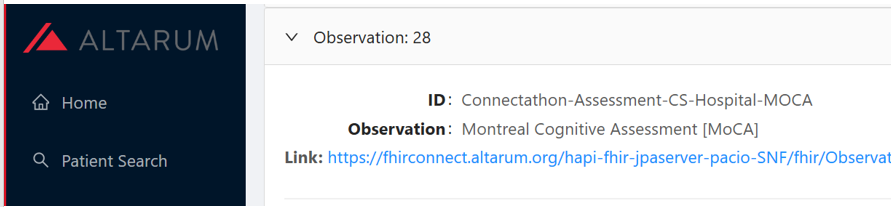 ALTARUM
Home
Patient Search
Observation: 28
ID: Connectathon-Assessment-CS-Hospital-MOCA
Observation: Montreal Cognitive Assessment [MoCA]
Link: https://fhirconnect.altarum.org/hapi-fhir-jpaserver-pacio-SNF/fhir/Observat